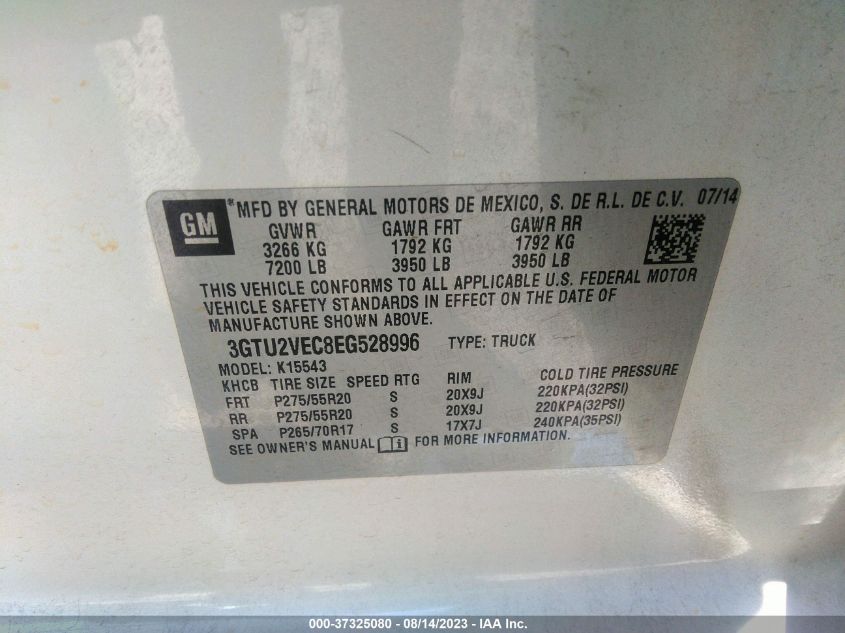 GM * MFD BY GENERAL MOTORS DE MEXICO, S. DE R.L. DE C.V. 07/14
GVWR GAWR FRT GAWR RR
3266 KG 1792 KG 1792 KG
7200 LB 3950 LB 3950 LB
THIS VEHICLE CONFORMS TO ALL APPLICABLE U.S. FEDERAL MOTOR
VEHICLE SAFETY STANDARDS IN EFFECT ON THE DATE OF
MANUFACTURE SHOWN ABOVE.
3GTU2VEC8EG528996 TYPE: TRUCK
MODEL: K15543
KHCB TIRE SIZE SPEED RTG RIM COLD TIRE PRESSURE
FRT P275/55R20 S 20X9J 220KPA(32PSI)
RR P275/55R20 S 20X9J 220KPA(32PSI)
SPA P265/70R17 S 17X7J 240KPA(35PSI)
SEE OWNER'S MANUAL i FOR MORE INFORMATION.
000-37325080 - 08/14/2023 - IAA Inc.